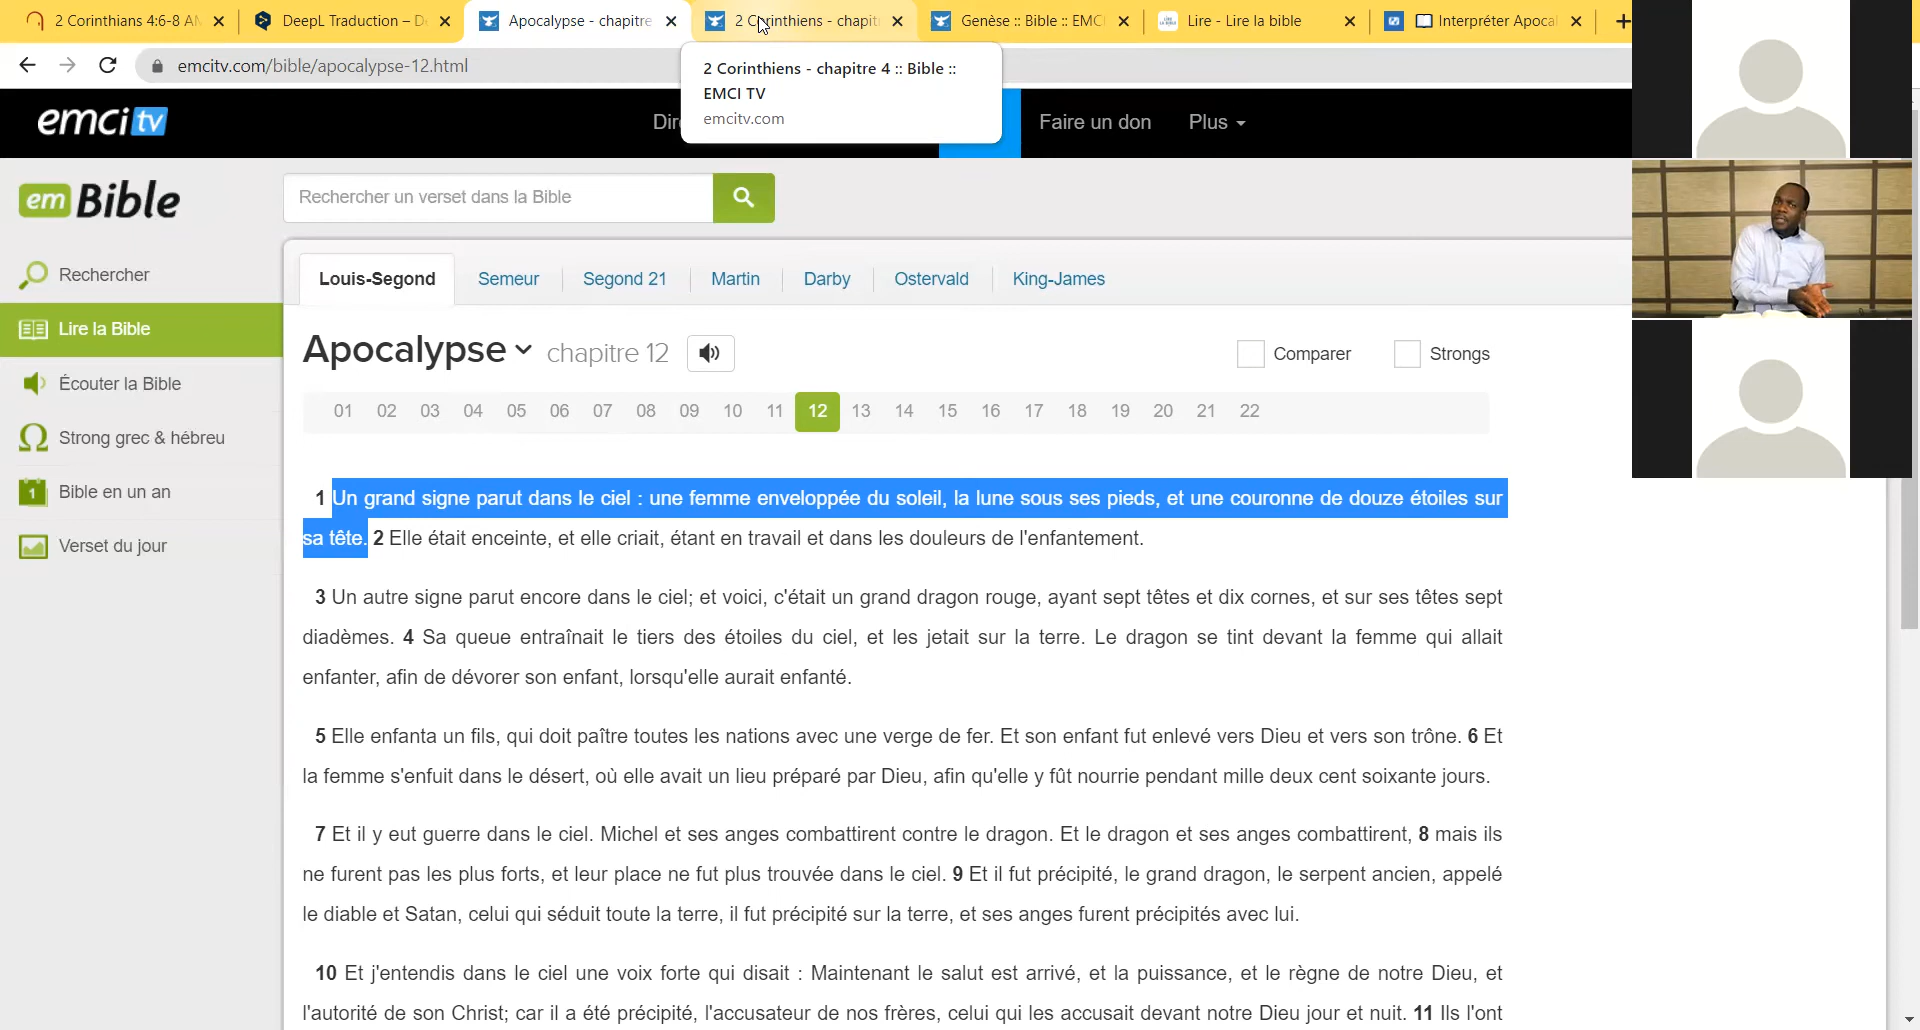 2 Corinthians 4:6-8 AM
DeepL Traduction – D
Apocalypse - chapitre
2 Corinthiens - chapit
Genèse :: Bible :: EMCI
Lire - Lire la bible
Interpréter Apocal
emcitv.com/bible/apocalypse-12.html
2 Corinthiens - chapitre 4 :: Bible ::
EMCI TV
emcitv.com
emci tv
Faire un don
Plus
em Bible
Rechercher un verset dans la Bible
Rechercher
Lire la Bible
Écouter la Bible
Strong grec & hébreu
1 Bible en un an
Verset du jour
Louis-Segond Semeur Segond 21 Martin Darby Ostervald King-James
Apocalypse chapitre 12
Comparer Strongs
01 02 03 04 05 06 07 08 09 10 11 12 13 14 15 16 17 18 19 20 21 22
1 Un grand signe parut dans le ciel : une femme enveloppée du soleil, la lune sous ses pieds, et une couronne de douze étoiles sur
sa tête. 2 Elle était enceinte, et elle criait, étant en travail et dans les douleurs de l'enfantement.
3 Un autre signe parut encore dans le ciel; et voici, c'était un grand dragon rouge, ayant sept têtes et dix cornes, et sur ses têtes sept
diadèmes. 4 Sa queue entraînait le tiers des étoiles du ciel, et les jetait sur la terre. Le dragon se tint devant la femme qui allait
enfanter, afin de dévorer son enfant, lorsqu'elle aurait enfanté.
5 Elle enfanta un fils, qui doit paître toutes les nations avec une verge de fer. Et son enfant fut enlevé vers Dieu et vers son trône. 6 Et
la femme s'enfuit dans le désert, où elle avait un lieu préparé par Dieu, afin qu'elle y fût nourrie pendant mille deux cent soixante jours.
7 Et il y eut guerre dans le ciel. Michel et ses anges combattirent contre le dragon. Et le dragon et ses anges combattirent, 8 mais ils
ne furent pas les plus forts, et leur place ne fut plus trouvée dans le ciel. 9 Et il fut précipité, le grand dragon, le serpent ancien, appelé
le diable et Satan, celui qui séduit toute la terre, il fut précipité sur la terre, et ses anges furent précipités avec lui.
10 Et j'entendis dans le ciel une voix forte qui disait : Maintenant le salut est arrivé, et la puissance, et le règne de notre Dieu, et
l'autorité de son Christ; car il a été précipité, l'accusateur de nos frères, celui qui les accusait devant notre Dieu jour et nuit. 11 Ils l'ont